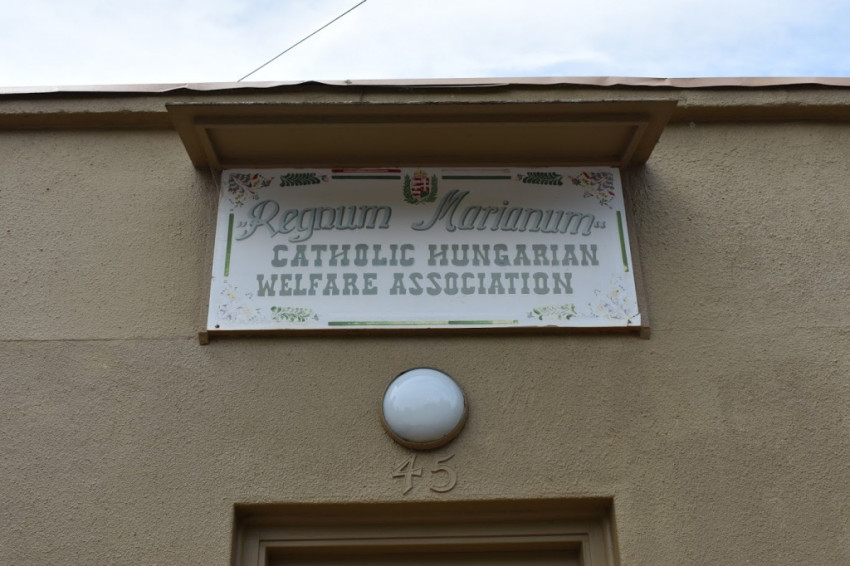 „Regnum Marianum“
CATHOLIC HUNGARIAN
WELFARE ASSOCIATION
45